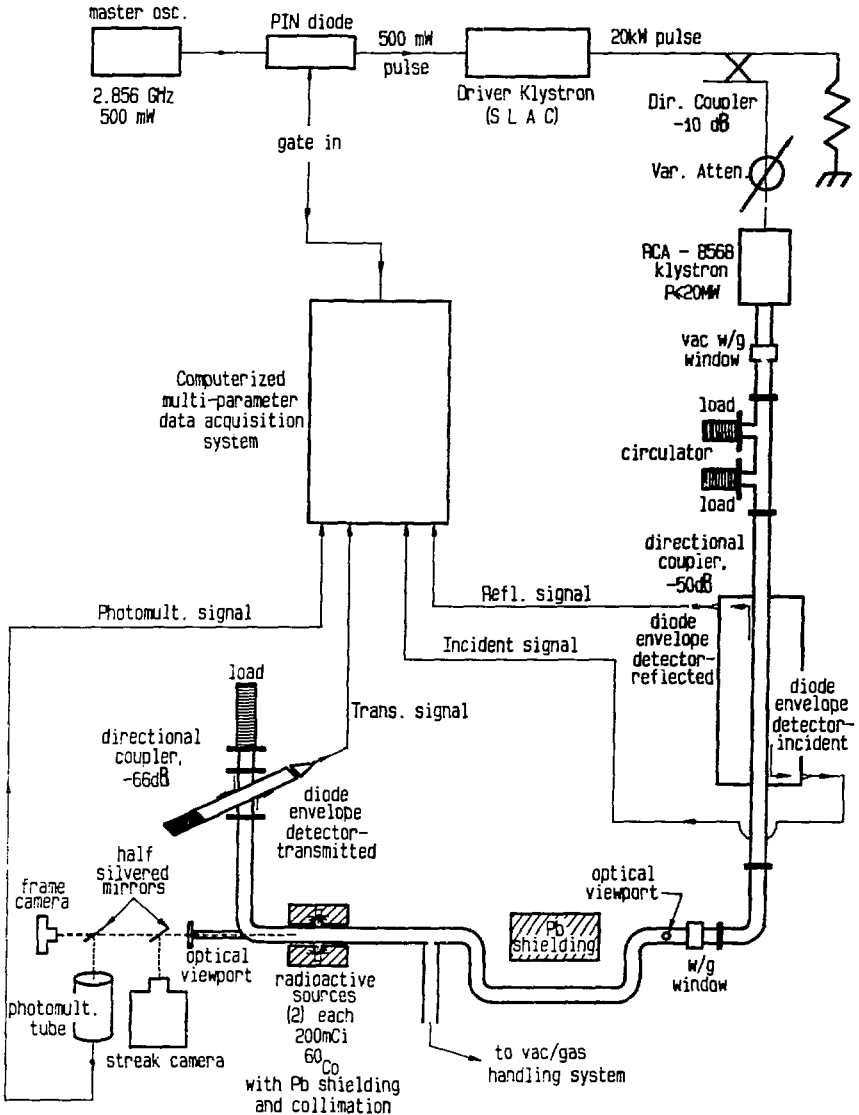 master osc.
2.856 GHz
500 mW
PIN diode
500 mW
pulse
Driver Klystron
(S L A C)
20kW pulse
Dir. Coupler
-10 dB
gate in
Var. Atten.
RCA - 8568
klystron
P<20MW
vac w/g
window
load
circulator
load
Computerized
multi-parameter
data acquisition
system
directional
coupler,
-50dB
Refl. signal
Photomult. signal
Incident signal
diode
envelope
detector-
reflected
diode
envelope
detector-
incident
load
Trans. signal
directional
coupler,
-66dB
diode
envelope
detector-
transmitted
half
silvered
mirrors
frame
camera
optical
viewport
optical
viewport
Pb
shielding
w/g
window
photomult.
tube
streak camera
radioactive
sources
(2) each
200mCi
60Co
with Pb shielding
and collimation
to vac/gas
handling system